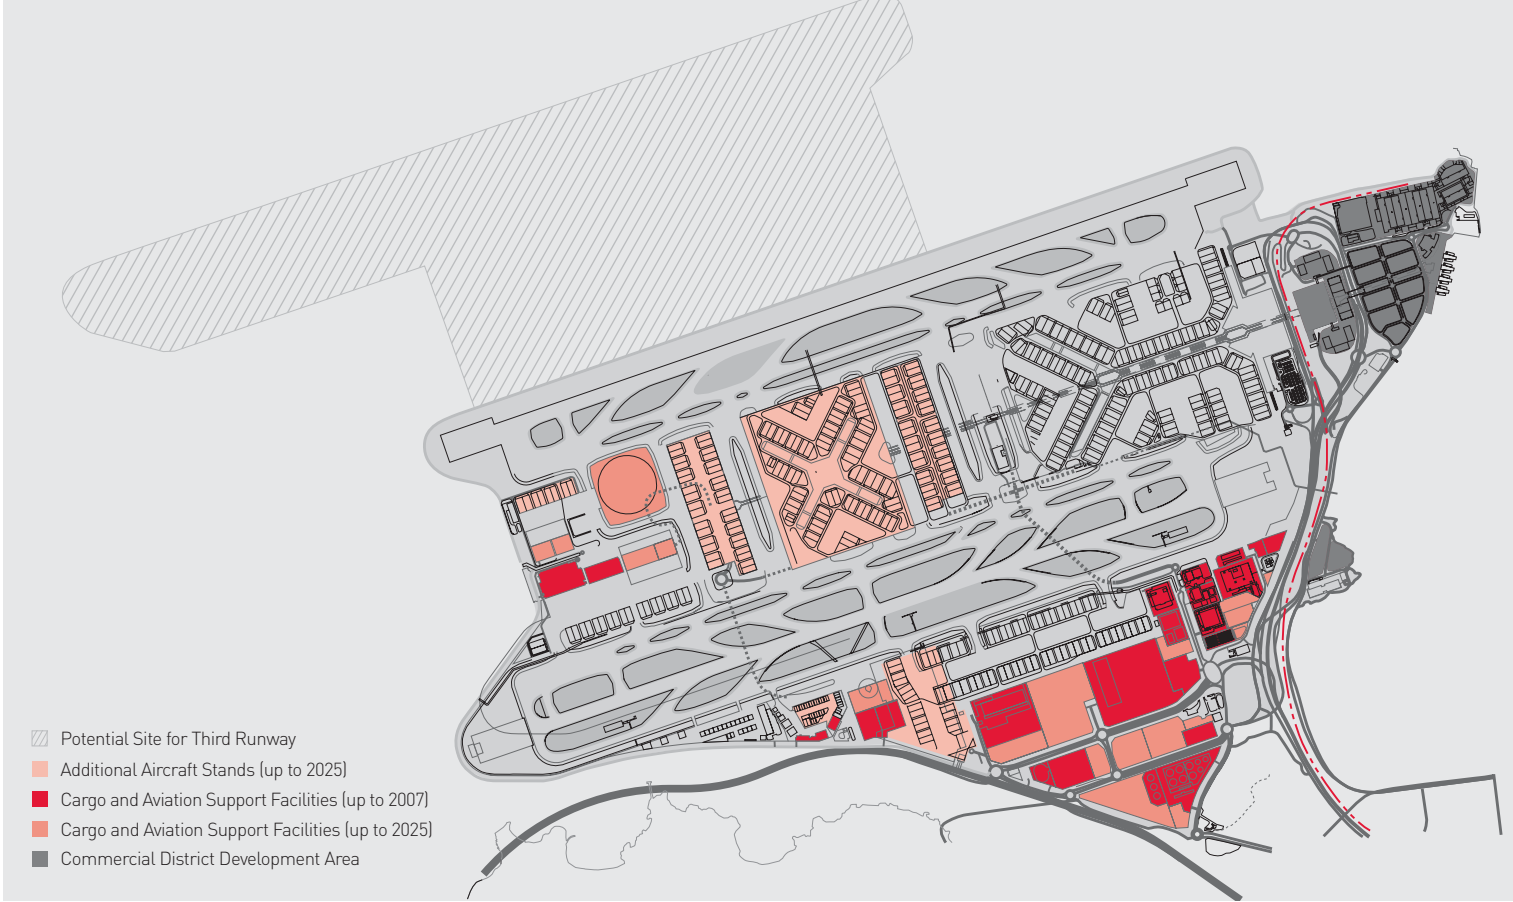 Potential Site for Third Runway
Additional Aircraft Stands (up to 2025)
Cargo and Aviation Support Facilities (up to 2007)
Cargo and Aviation Support Facilities (up to 2025)
Commercial District Development Area